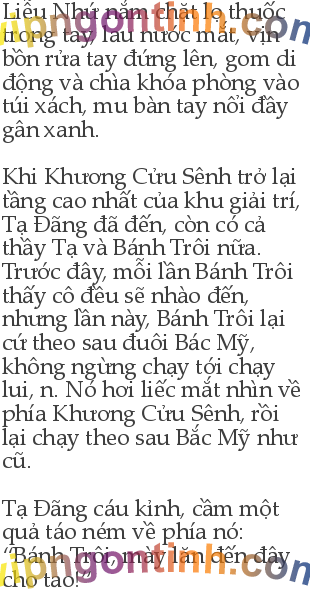 Liễu Như nắm chặt lọ thuốc
trong tay, lau nước mắt, vịn
bồn rửa tay đứng lên, gom di
động và chìa khóa phòng vào
túi xách, mu bàn tay nổi đầy
gân xanh.
Khi Khương Cửu Sênh trở lại
tầng cao nhất của khu giải trí,
Tạ Đãng đã đến, còn có cả
thầy Tạ và Bánh Trôi nữa.
Trước đây, mỗi lần Bánh Trôi
thấy cô đều sẽ nhào đến,
nhưng lần này, Bánh Trôi lại
cứ theo sau đuôi Bác Mỹ,
không ngừng chạy tới chạy
lui, n. Nó hơi liếc mắt nhìn về
phía Khương Cửu Sênh, rồi
lại chạy theo sau Bắc Mỹ như
cũ.
Tạ Đãng cáu kỉnh, cầm một
quả táo ném về phía nó:
“Bánh Trôi, mày lăn đến đây
cho tao!”
vipngontinh.com
vipngontinh.com